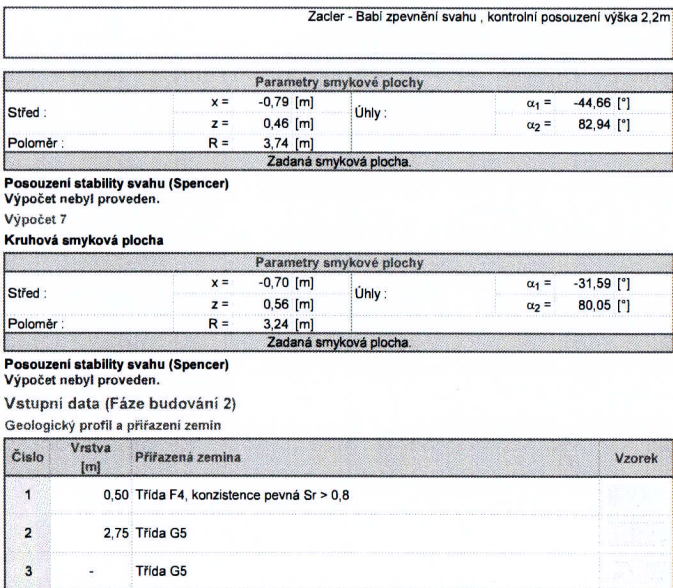 Zacler - Babí zpevnění svahu , kontrolní posouzení výška 2,2m
Parametry smykové plochy
Střed : x = -0,79 [m] Úhly : α1 = -44,66 [°]
z = 0,46 [m] α2 = 82,94 [°]
Poloměr : R = 3,74 [m]
Zadaná smyková plocha.
Posouzení stability svahu (Spencer)
Výpočet nebyl proveden.
Výpočet 7
Kruhová smyková plocha
Parametry smykové plochy
Střed : x = -0,70 [m] Úhly : α1 = -31,59 [°]
z = 0,56 [m] α2 = 80,05 [°]
Poloměr : R = 3,24 [m]
Zadaná smyková plocha.
Posouzení stability svahu (Spencer)
Výpočet nebyl proveden.
Vstupní data (Fáze budování 2)
Geologický profil a přiřazení zemin
Číslo Vrstva [m] Přiřazená zemina Vzorek
1 0,50 Třída F4, konzistence pevná Sr > 0,8
2 2,75 Třída G5
3 - Třída G5